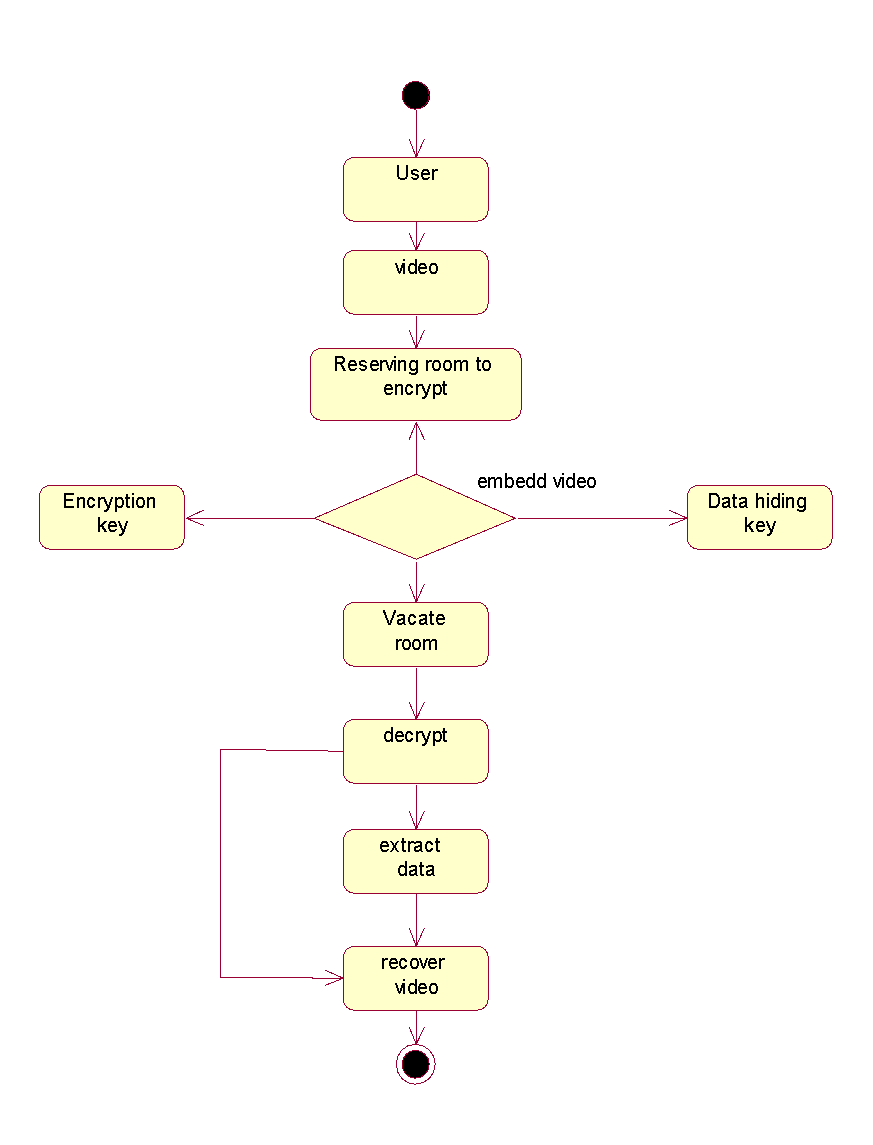 User
video
Reserving room to
encrypt
embedd video
Encryption
key
Data hiding
key
Vacate
room
decrypt
extract
data
recover
video